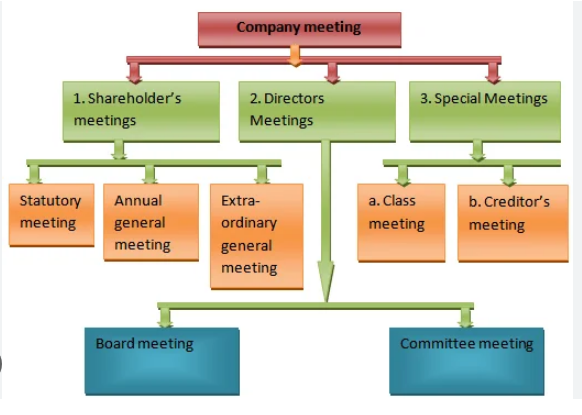 Company meeting
1. Shareholder's
meetings
2. Directors
Meetings
3. Special Meetings
Statutory
meeting
Annual
general
meeting
Extra-
ordinary
general
meeting
a. Class
meeting
b. Creditor's
meeting
Board meeting
Committee meeting